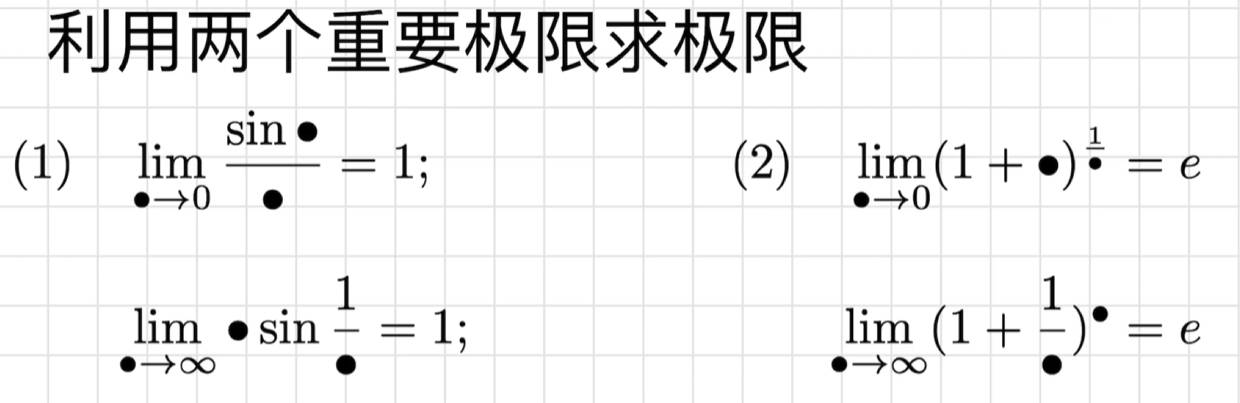 利用两个重要极限求极限
(1) $\lim_{\bullet \to 0} \frac{\sin \bullet}{\bullet} = 1;$ (2) $\lim_{\bullet \to 0} (1 + \bullet)^{\frac{1}{\bullet}} = e$
$\lim_{\bullet \to \infty} \bullet \sin \frac{1}{\bullet} = 1;$ $\lim_{\bullet \to \infty} (1 + \frac{1}{\bullet})^{\bullet} = e$